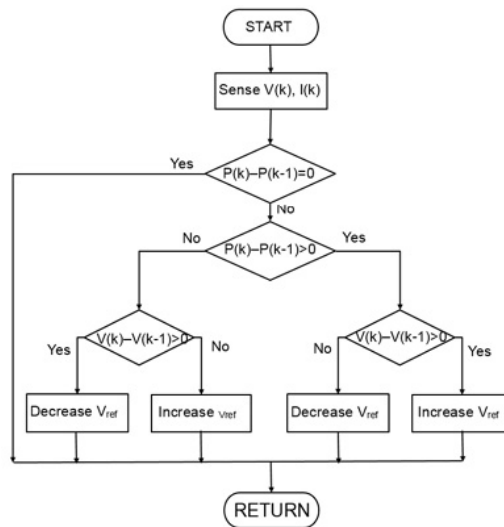 START
Sense V(k), I(k)
Yes
P(k)–P(k-1)=0
No
No
P(k)–P(k-1)>0
Yes
V(k)–V(k-1)>0
V(k)–V(k-1)>0
Yes
No
No
Yes
Decrease Vref
Increase Vref
Decrease Vref
Increase Vref
RETURN